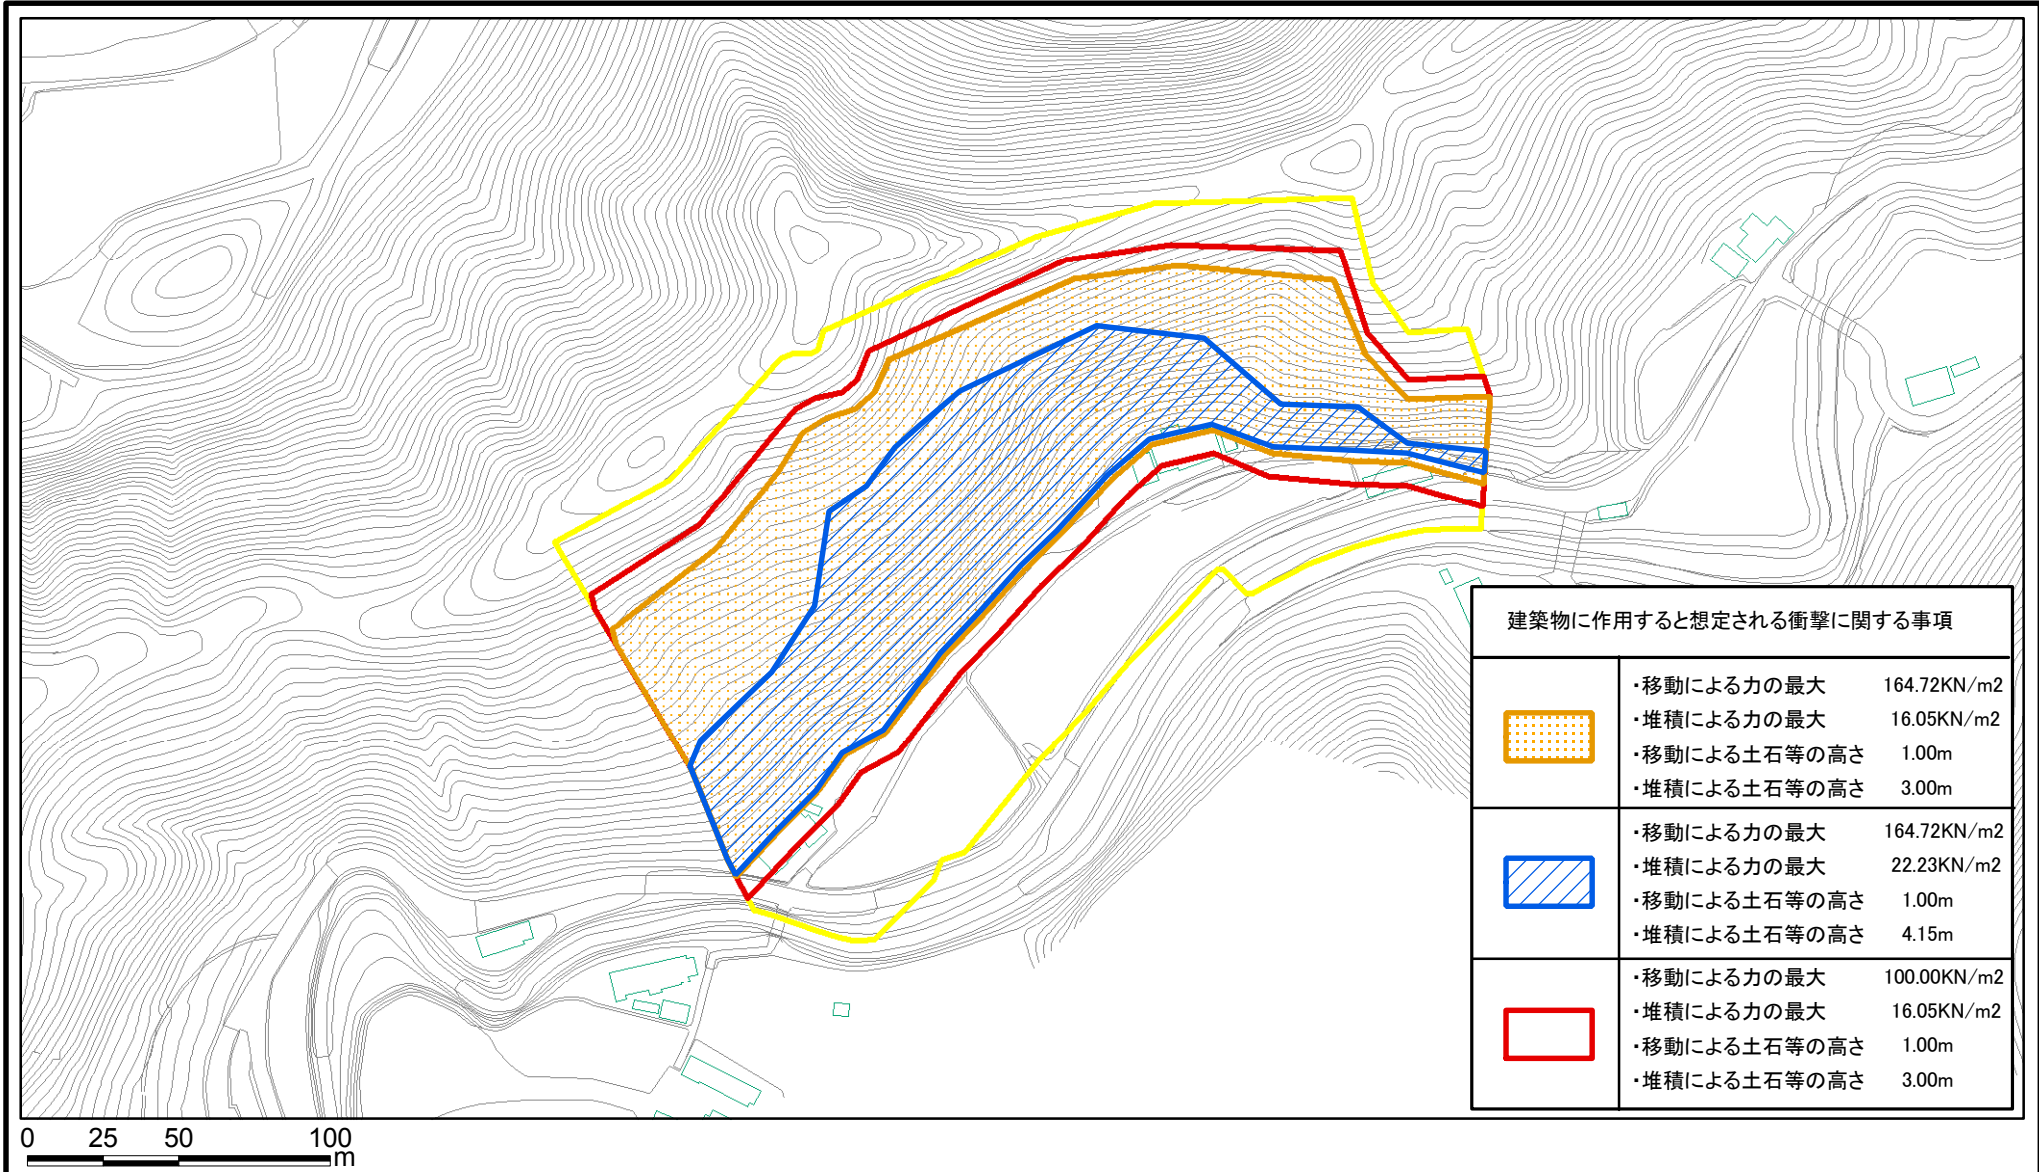 建築物に作用すると想定される衝撃に関する事項
・移動による力の最大 164.72KN/m2
・堆積による力の最大 16.05KN/m2
・移動による土石等の高さ 1.00m
・堆積による土石等の高さ 3.00m
・移動による力の最大 164.72KN/m2
・堆積による力の最大 22.23KN/m2
・移動による土石等の高さ 1.00m
・堆積による土石等の高さ 4.15m
・移動による力の最大 100.00KN/m2
・堆積による力の最大 16.05KN/m2
・移動による土石等の高さ 1.00m
・堆積による土石等の高さ 3.00m
0 25 50 100
m